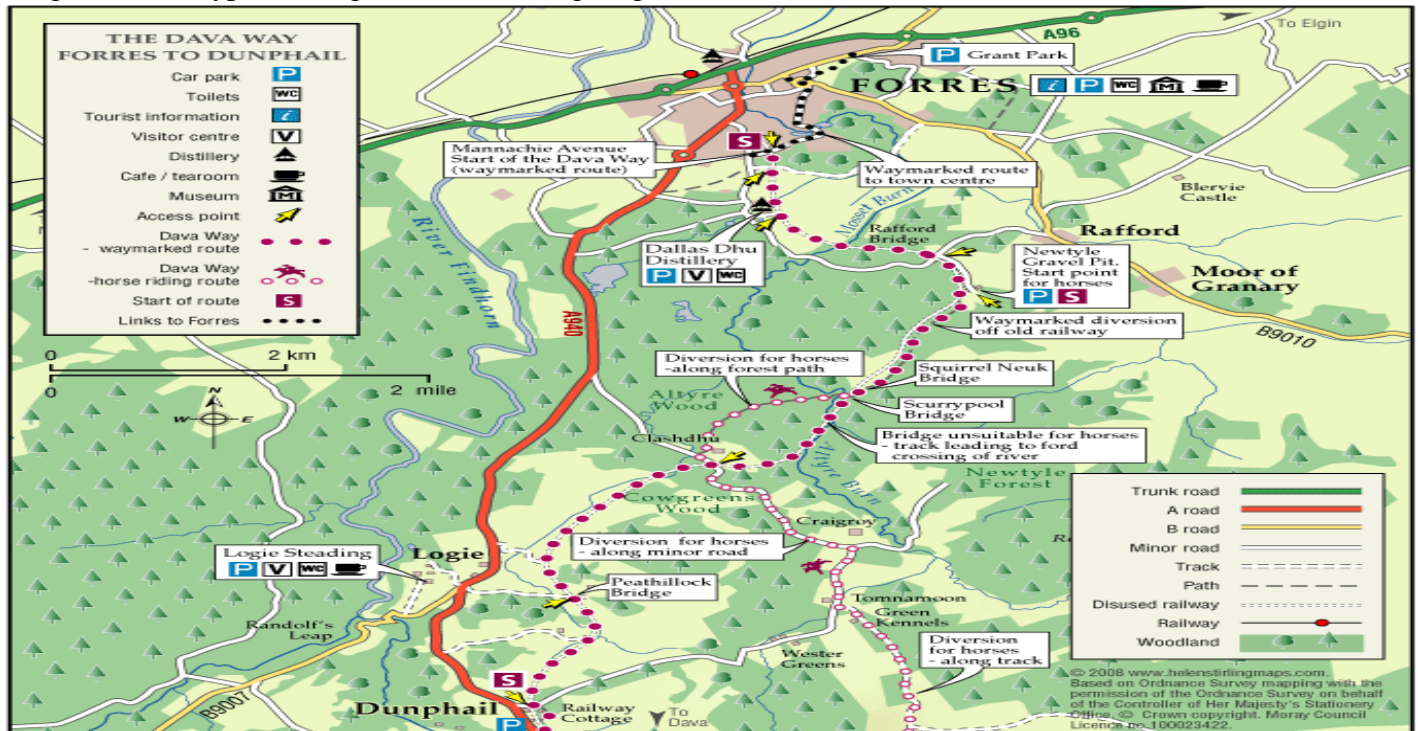 THE DAVA WAY
FORRES TO DUNPHAIL
Car park P
Toilets WC
Tourist information i
Visitor centre V
Distillery
Cafe / tearoom
Museum M
Access point
Dava Way
- waymarked route
Dava Way
-horse riding route
Start of route S
Links to Forres
0 2 km
0 2 mile
N
W E
S
A96
To Elgin
P Grant Park
FORRES i P WC M
S
Mannachie Avenue
Start of the Dava Way
(waymarked route)
Waymarked route
to town centre
Blervie
Castle
River Findhorn
Mosset Burn
Rafford
Bridge
Rafford
Dallas Dhu
Distillery
P V WC
Newtyle
Gravel Pit.
Start point
for horses
P S
Moor of
Granary
A940
B9010
Waymarked diversion
off old railway
Diversion for horses
-along forest path
Squirrel Neuk
Bridge
Altyre
Wood
Scurrypool
Bridge
Clashdhu
Bridge unsuitable for horses
- track leading to ford
crossing of river
Altyre Burn
Newtyle
Forest
Cowgreens
Wood
Craigroy
Diversion for horses
- along minor road
Logie Steading
P V WC
Logie
Peathillock
Bridge
Tomnamoon
Green
Kennels
Randolf's
Leap
Wester
Greens
Diversion
for horses
- along track
S
B9007
Dunphail
P
Railway
Cottage
To
Dava
Trunk road
A road
B road
Minor road
Track
Path
Disused railway
Railway
Woodland
© 2008 www.helenstirlingmaps.com.
Based on Ordnance Survey mapping with the
permission of the Ordnance Survey on behalf
of the Controller of Her Majesty's Stationery
Office, © Crown copyright. Moray Council
Licence no.100023422.